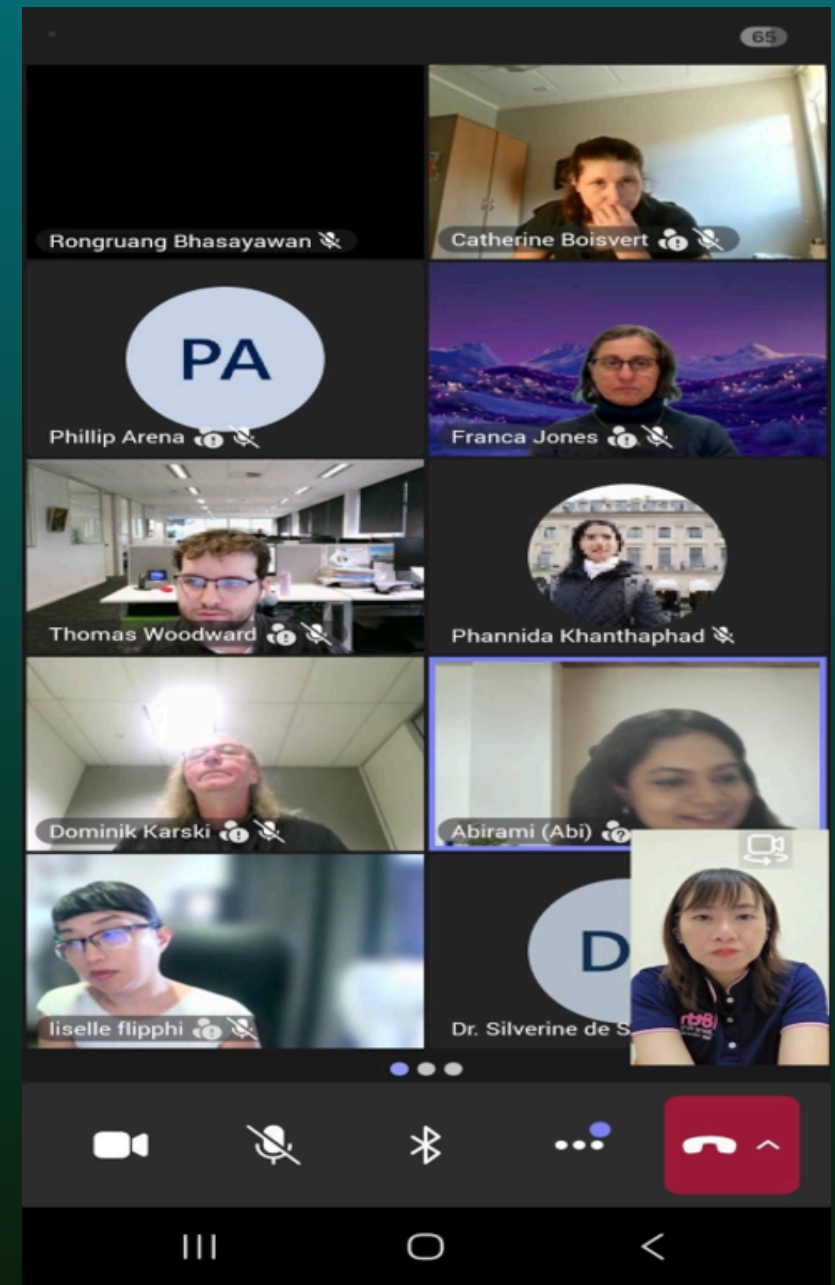 65
Rongruang Bhasayawan
Catherine Boisvert
PA
Phillip Arena
Franca Jones
Thomas Woodward
Phannida Khanthaphad
Dominik Karski
Abirami (Abi)
liselle flipphi
D
Dr. Silverine de S